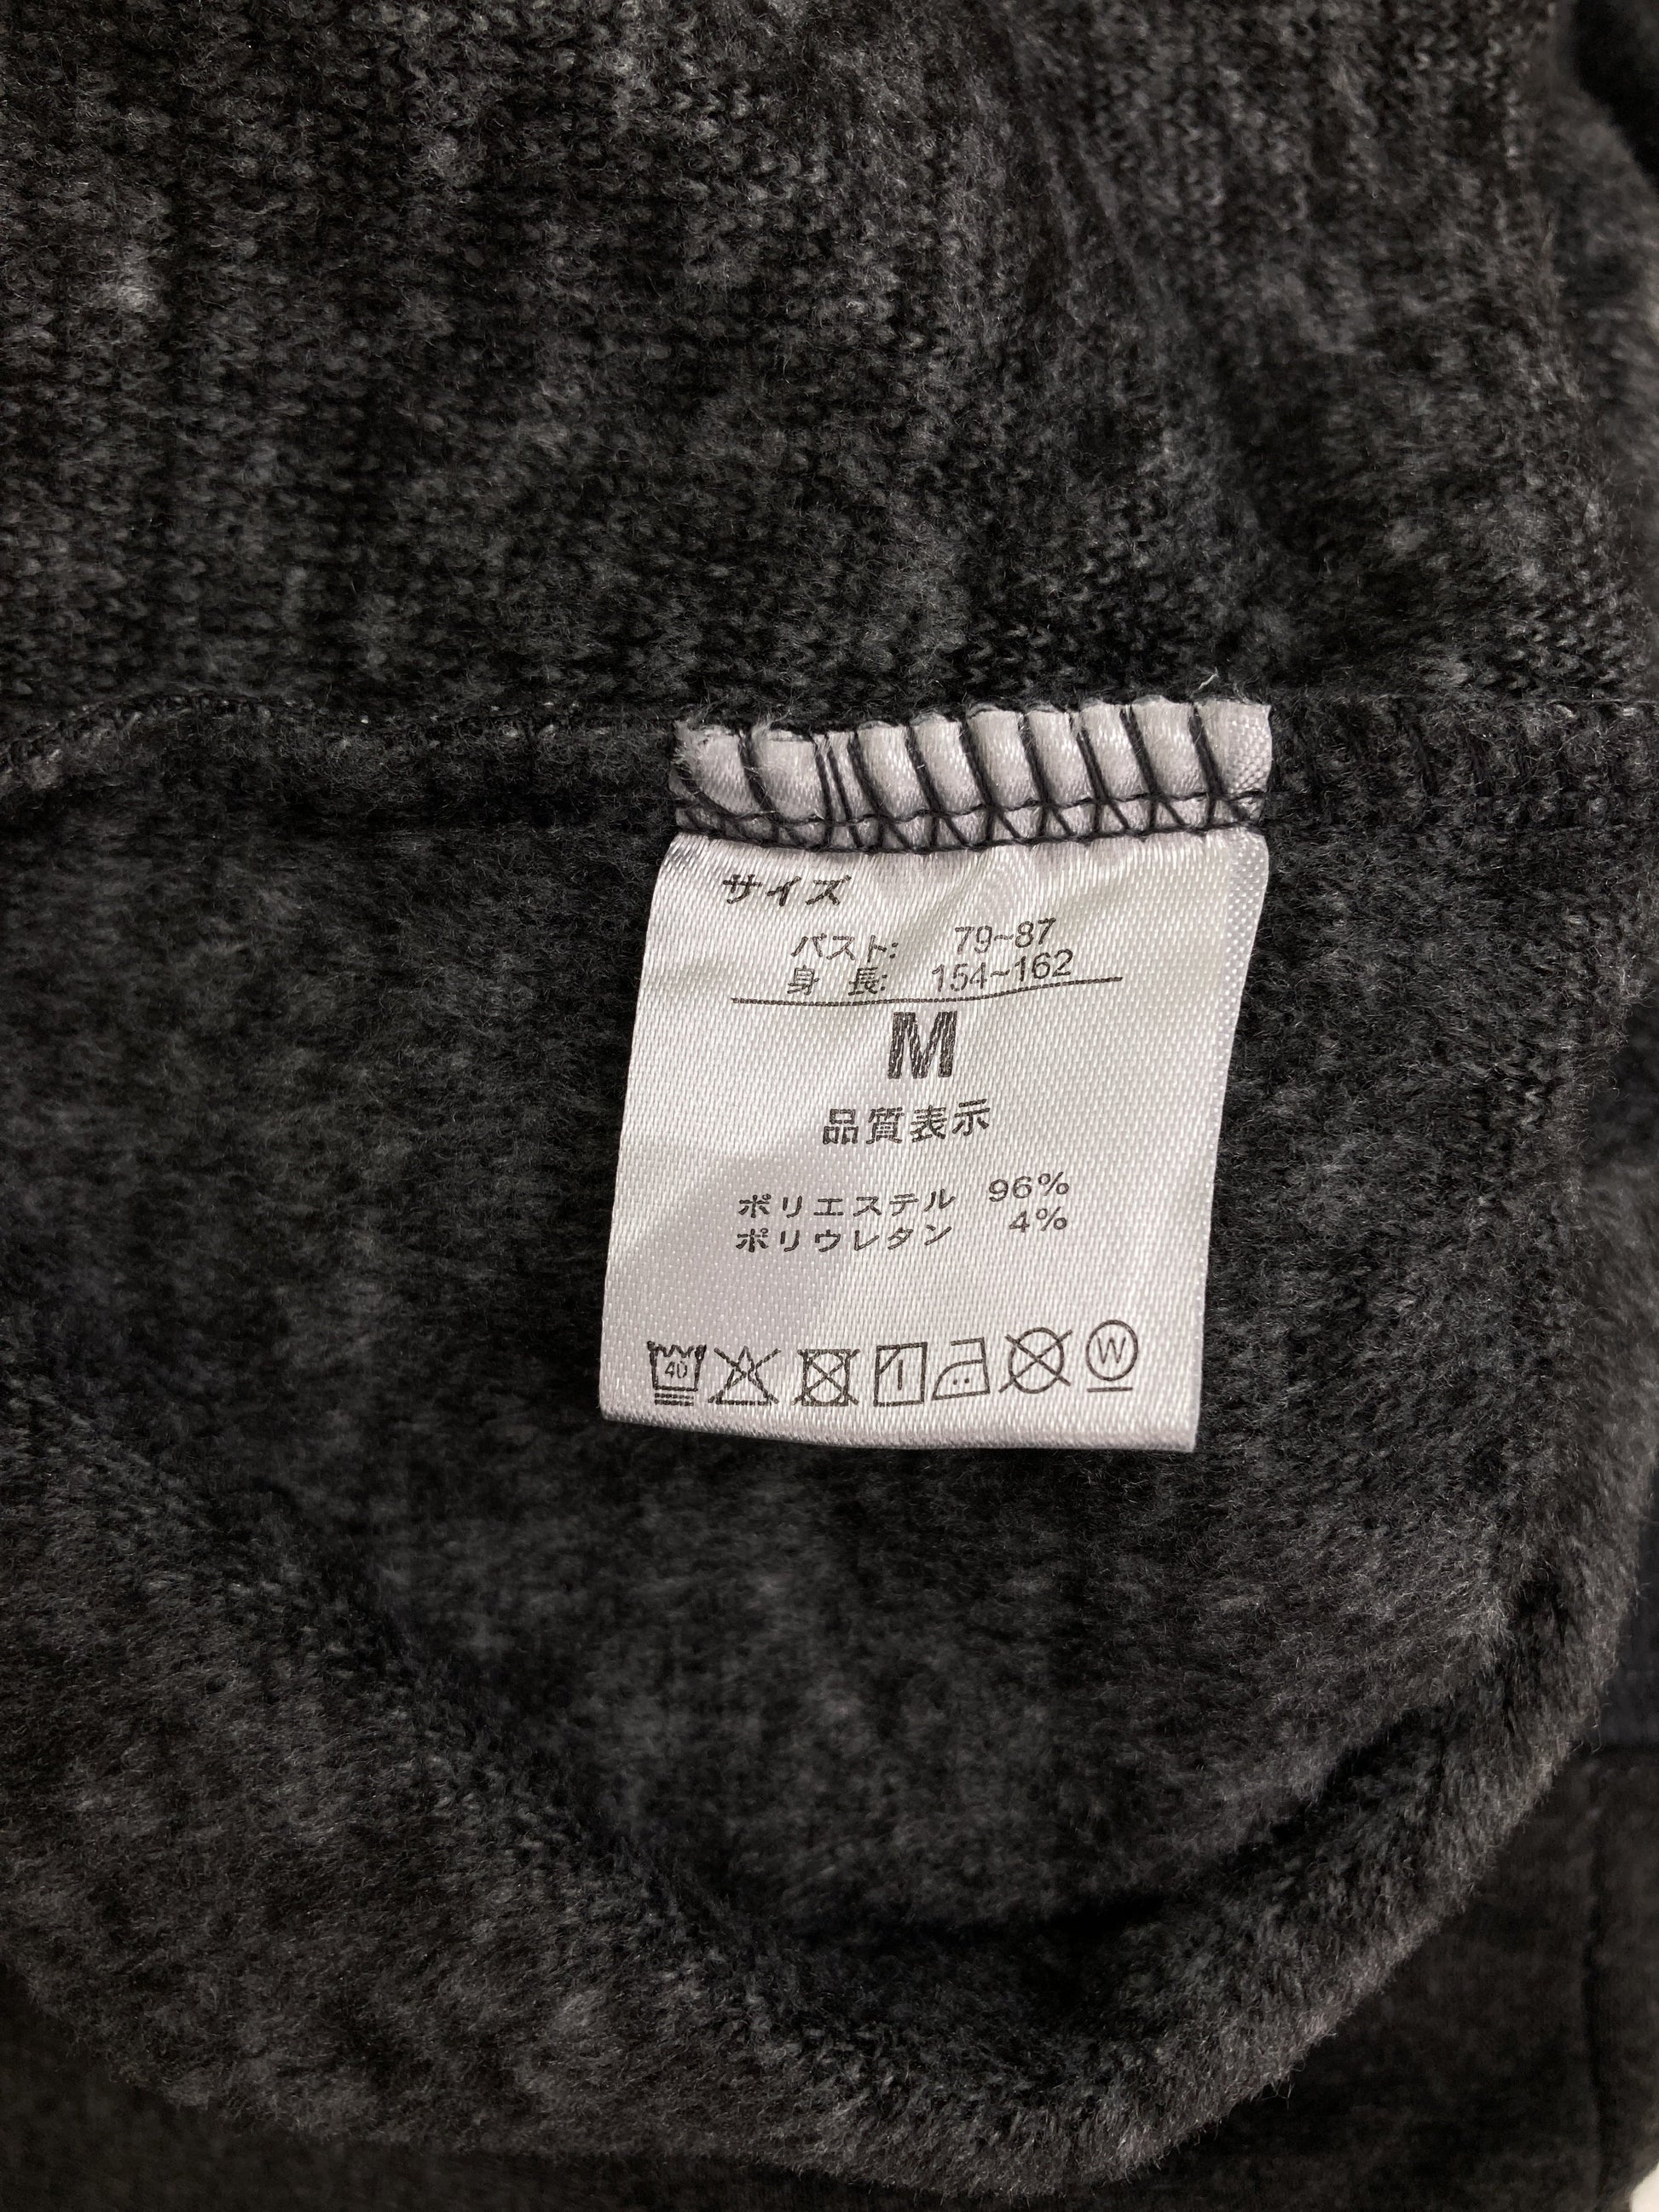 サイズ
バスト: 79~87
身長: 154~162
M
品質表示
ポリエステル 96%
ポリウレタン 4%
40 W